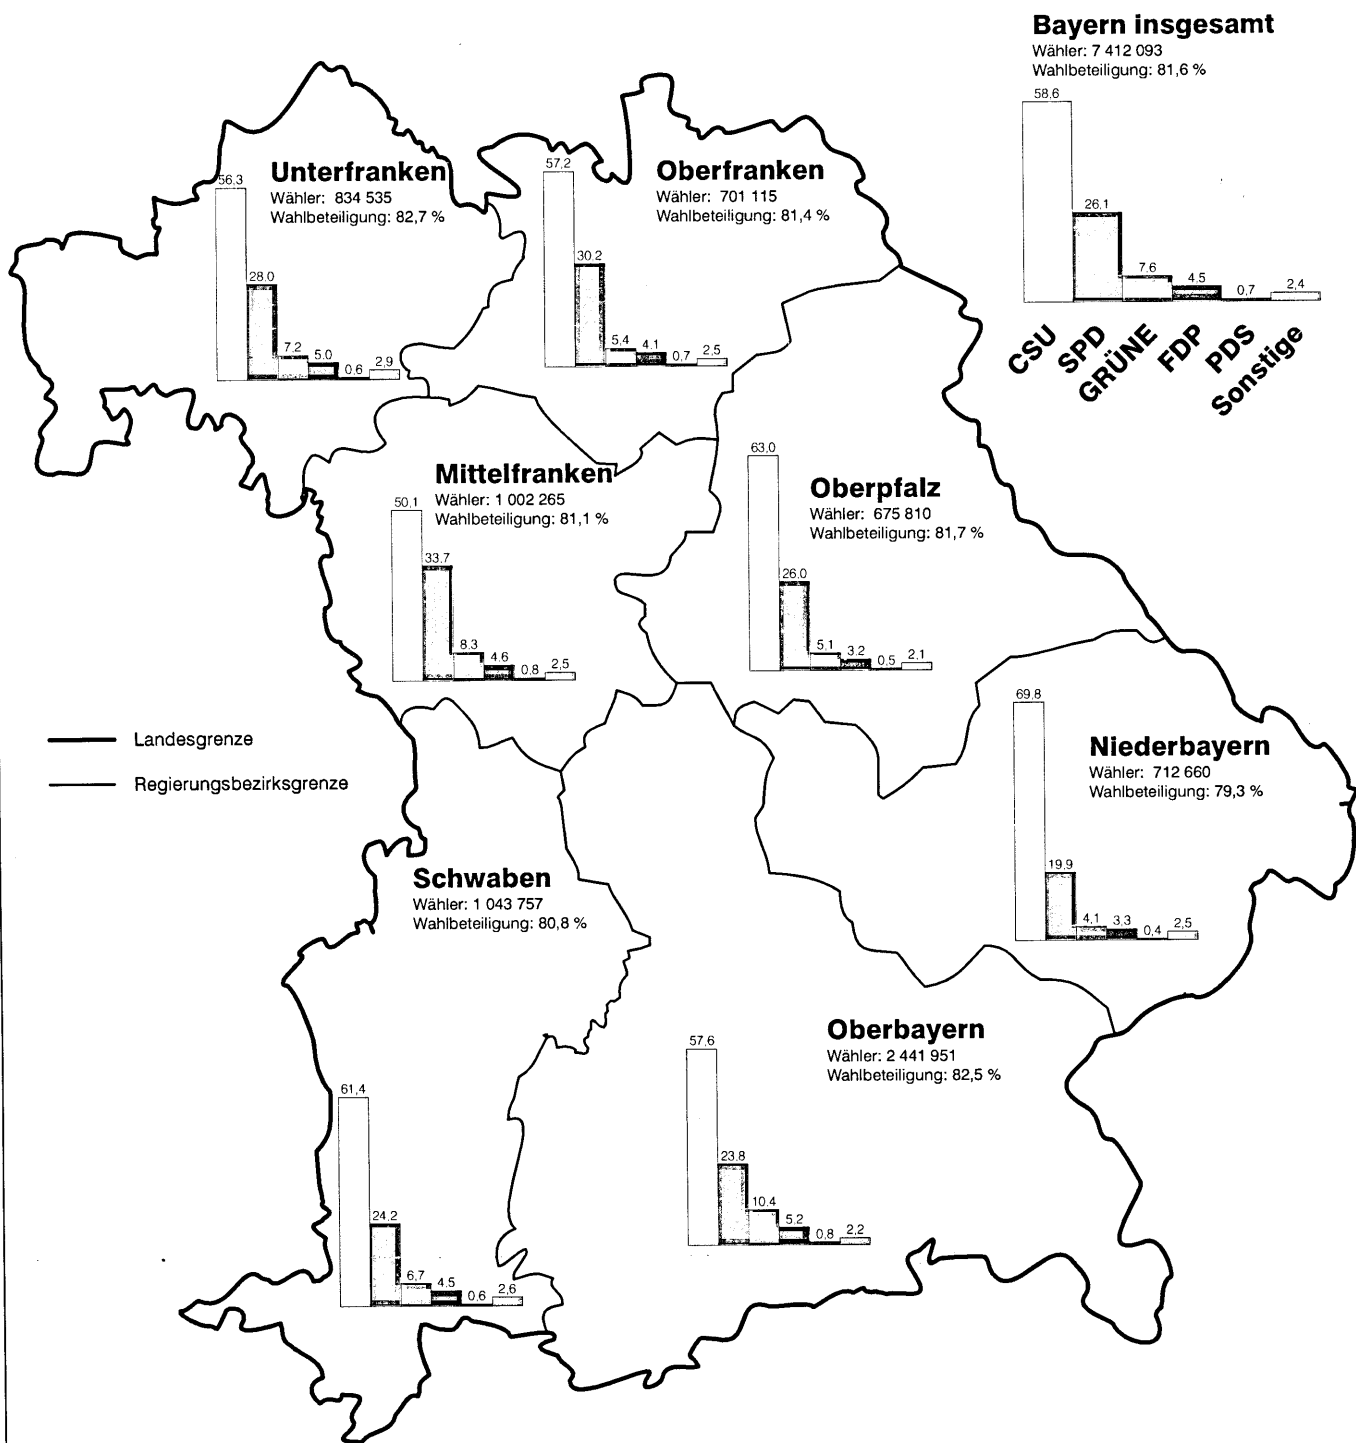 Bayern insgesamt
Wähler: 7 412 093
Wahlbeteiligung: 81,6 %
58,6
26,1
7,6
4,5
0,7
2,4
CSU
SPD
GRÜNE
FDP
PDS
Sonstige
Unterfranken
Wähler: 834 535
Wahlbeteiligung: 82,7 %
56,3
28,0
7,2
5,0
0,6
2,9
Oberfranken
Wähler: 701 115
Wahlbeteiligung: 81,4 %
57,2
30,2
5,4
4,1
0,7
2,5
Mittelfranken
Wähler: 1 002 265
Wahlbeteiligung: 81,1 %
50,1
33,7
8,3
4,6
0,8
2,5
Oberpfalz
Wähler: 675 810
Wahlbeteiligung: 81,7 %
63,0
26,0
5,1
3,2
0,5
2,1
Landesgrenze
Regierungsbezirksgrenze
Niederbayern
Wähler: 712 660
Wahlbeteiligung: 79,3 %
69,8
19,9
4,1
3,3
0,4
2,5
Schwaben
Wähler: 1 043 757
Wahlbeteiligung: 80,8 %
61,4
24,2
6,7
4,5
0,6
2,6
Oberbayern
Wähler: 2 441 951
Wahlbeteiligung: 82,5 %
57,6
23,8
10,4
5,2
0,8
2,2